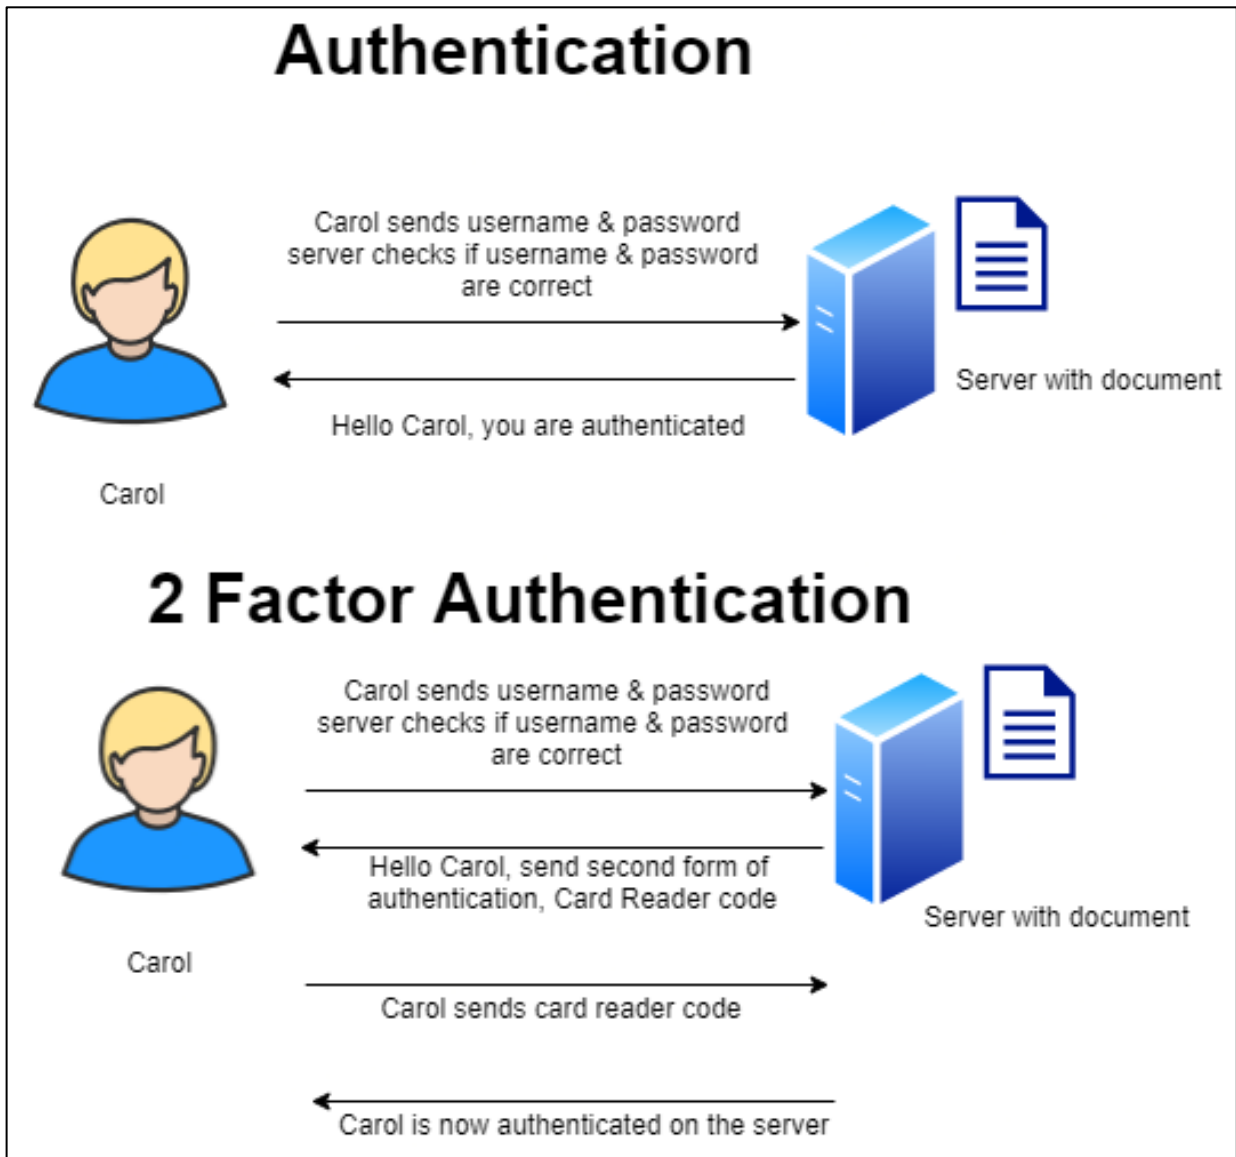 Authentication
Carol sends username & password
server checks if username & password
are correct
Server with document
Hello Carol, you are authenticated
Carol
2 Factor Authentication
Carol sends username & password
server checks if username & password
are correct
Hello Carol, send second form of
authentication, Card Reader code
Server with document
Carol
Carol sends card reader code
Carol is now authenticated on the server